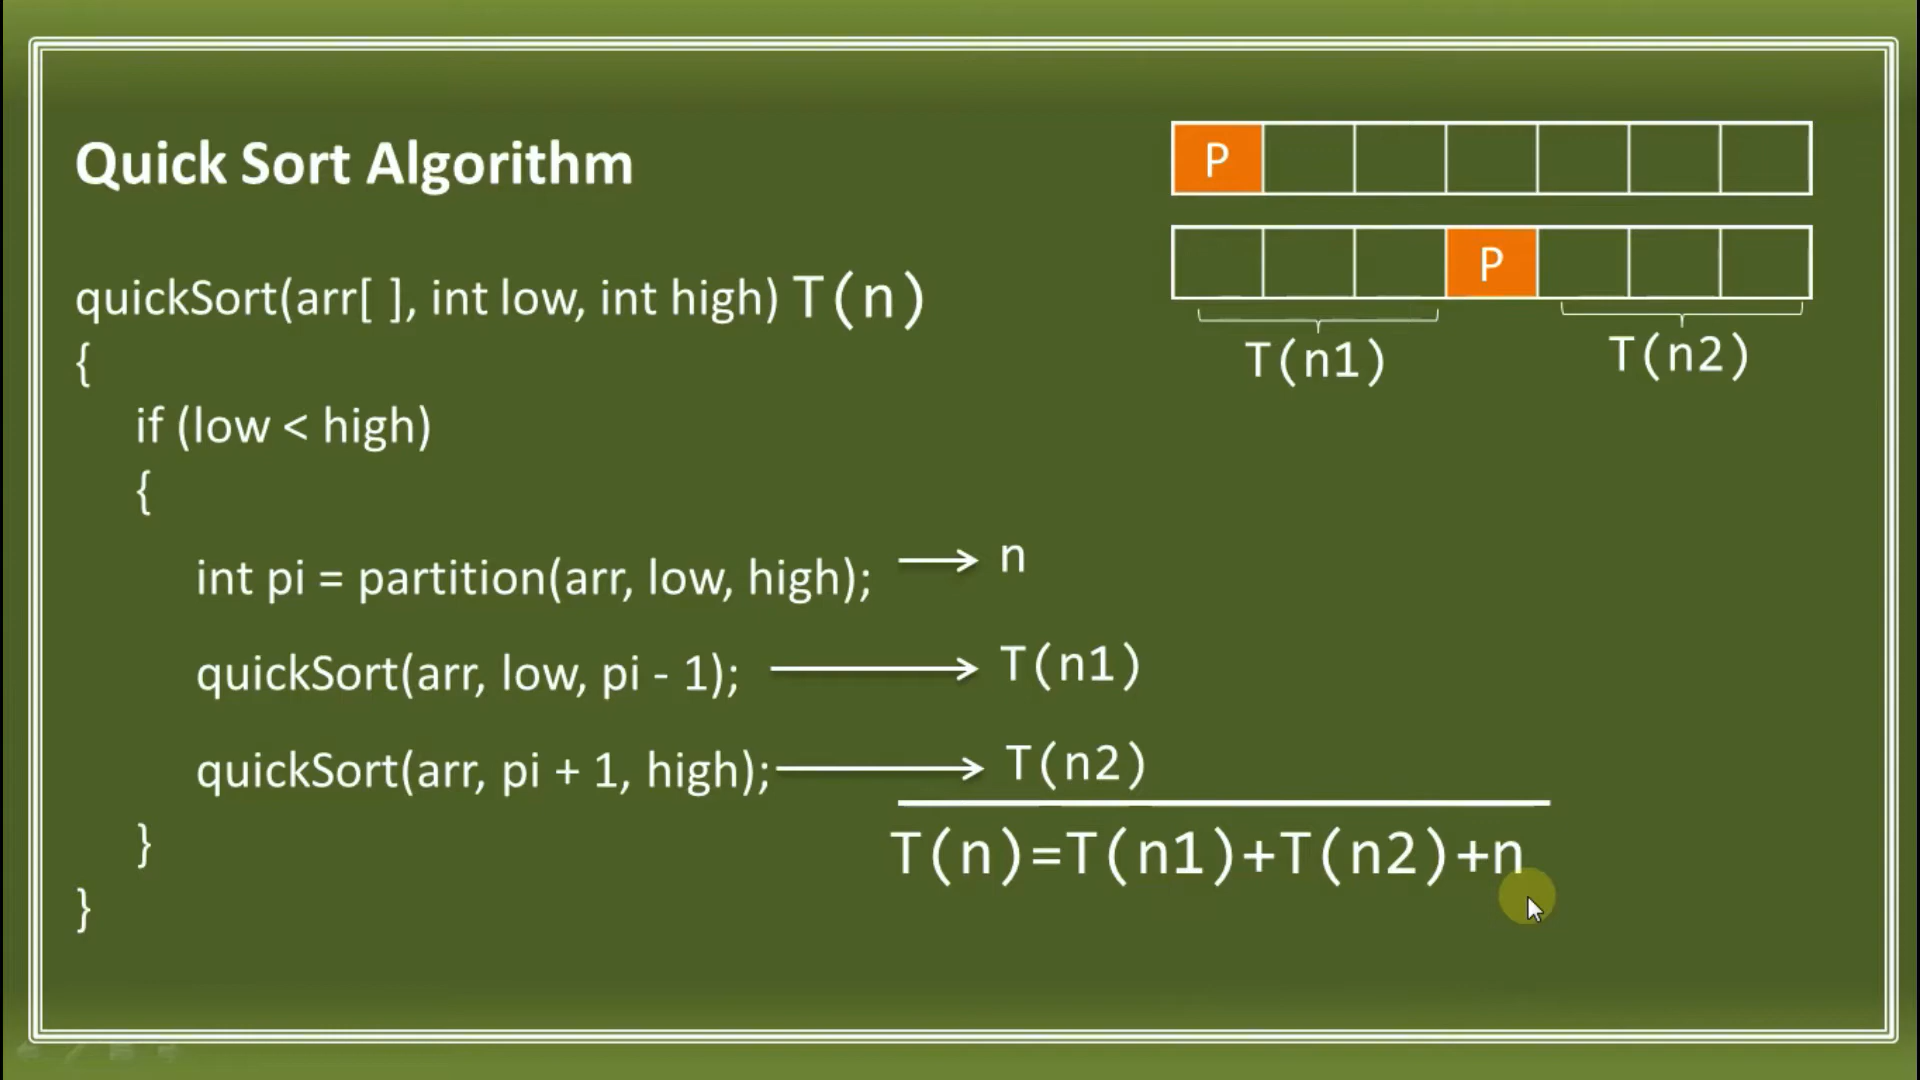 Quick Sort Algorithm
P
P
T(n1)
T(n2)
quickSort(arr[ ], int low, int high) T(n)
{
if (low < high)
{
int pi = partition(arr, low, high); n
quickSort(arr, low, pi - 1); T(n1)
quickSort(arr, pi + 1, high); T(n2)
T(n)=T(n1)+T(n2)+n
}
}